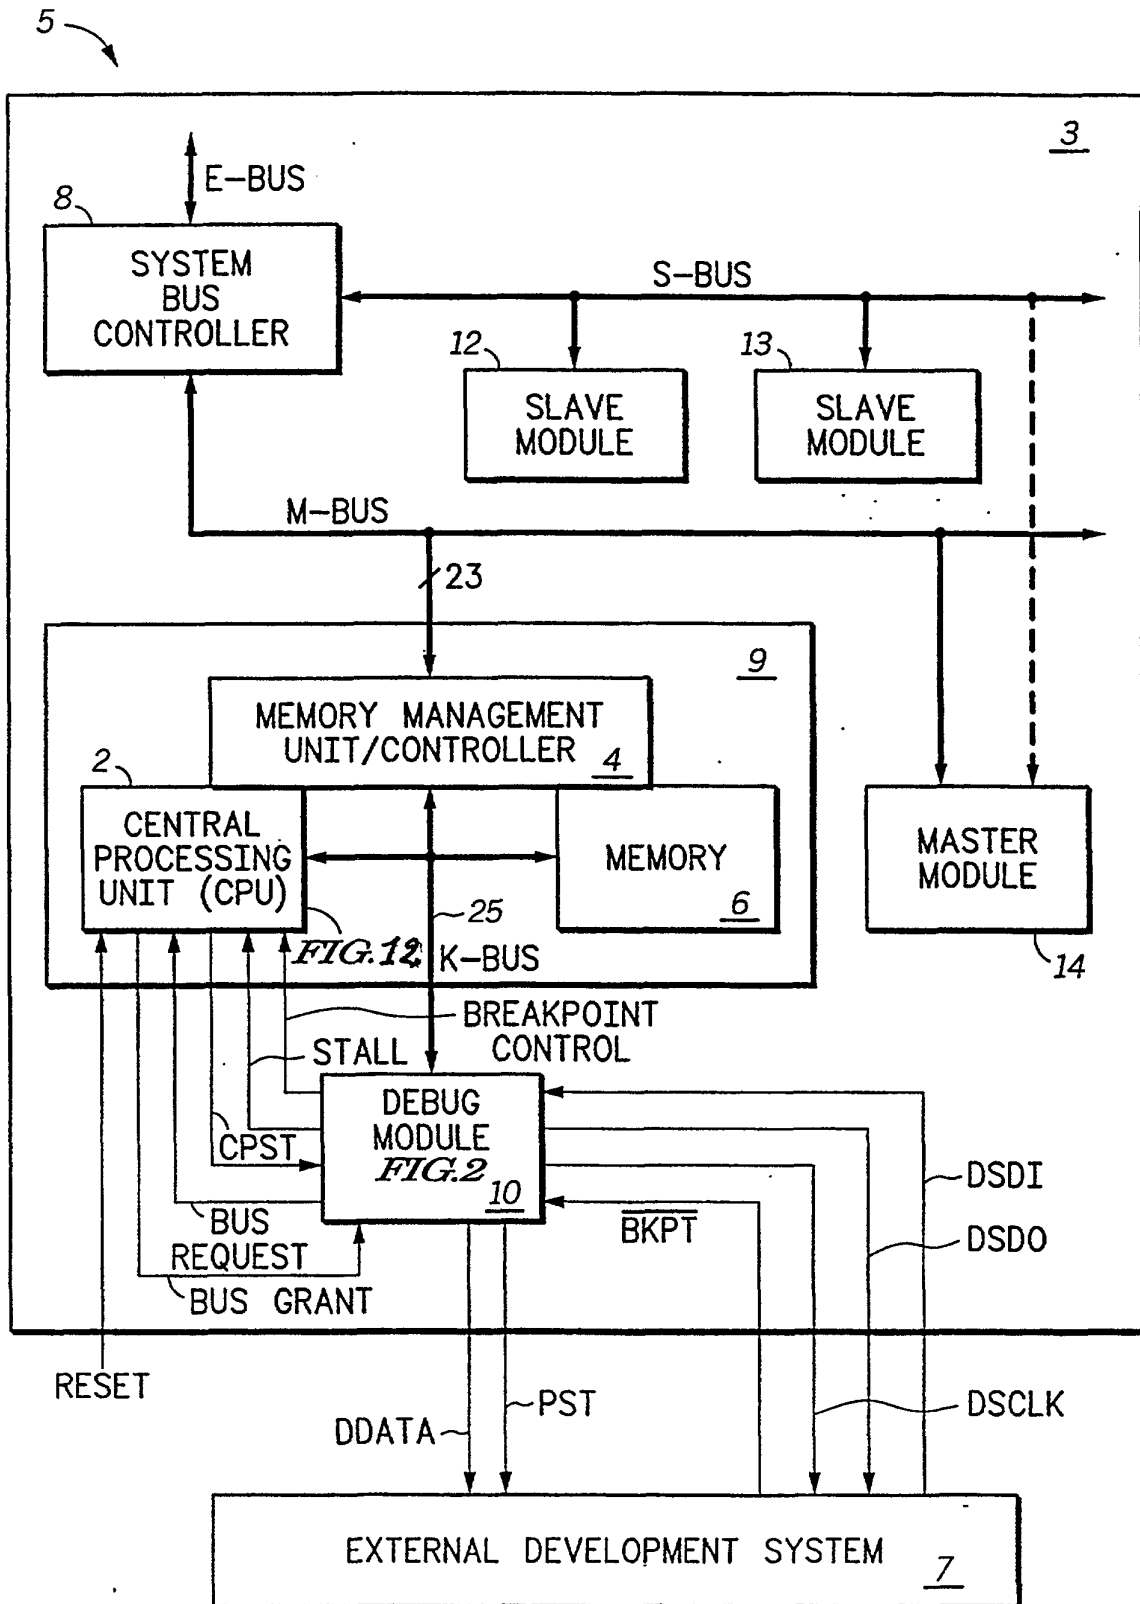 5
3
E-BUS
8
SYSTEM
BUS
CONTROLLER
S-BUS
12
13
SLAVE
MODULE
SLAVE
MODULE
M-BUS
23
9
MEMORY MANAGEMENT
UNIT/CONTROLLER
4
2
CENTRAL
PROCESSING
UNIT (CPU)
MEMORY
6
MASTER
MODULE
14
25
FIG.12
K-BUS
BREAKPOINT
CONTROL
STALL
DEBUG
MODULE
FIG.2
10
CPST
BUS
REQUEST
BUS GRANT
BKPT
DSDI
DSDO
RESET
PST
DDATA
DSCLK
EXTERNAL DEVELOPMENT SYSTEM
7